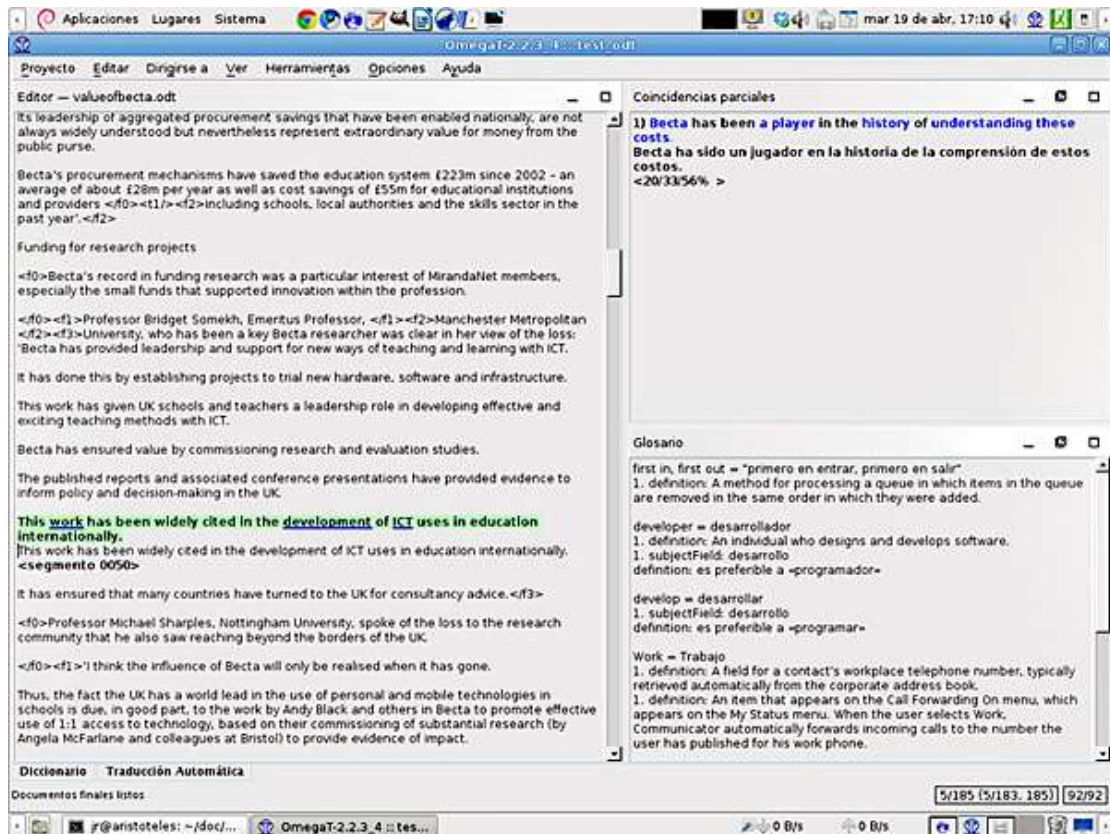 Aplicaciones Lugares Sistema
mar 19 de abr, 17:10
OmegaT-2.2.3_4 :: test_odt
Proyecto Editar Dirigirse a Ver Herramientas Opciones Ayuda
Editor — valueofbecta.odt
Its leadership of aggregated procurement savings that have been enabled nationally, are not
always widely understood but nevertheless represent extraordinary value for money from the
public purse.
Becta's procurement mechanisms have saved the education system £223m since 2002 - an
average of about £28m per year as well as cost savings of £55m for educational institutions
and providers </f0><t1/><f2>including schools, local authorities and the skills sector in the
past year'.</f2>
Funding for research projects
<f0>Becta's record in funding research was a particular interest of MirandaNet members,
especially the small funds that supported innovation within the profession.
</f0><f1>Professor Bridget Somekh, Emeritus Professor, </f1><f2>Manchester Metropolitan
</f2><f3>University, who has been a key Becta researcher was clear in her view of the loss:
'Becta has provided leadership and support for new ways of teaching and learning with ICT.
It has done this by establishing projects to trial new hardware, software and infrastructure.
This work has given UK schools and teachers a leadership role in developing effective and
exciting teaching methods with ICT.
Becta has ensured value by commissioning research and evaluation studies.
The published reports and associated conference presentations have provided evidence to
inform policy and decision-making in the UK.
This work has been widely cited in the development of ICT uses in education
internationally.
This work has been widely cited in the development of ICT uses in education internationally.
<segmento 0050>
It has ensured that many countries have turned to the UK for consultancy advice.</f3>
<f0>Professor Michael Sharples, Nottingham University, spoke of the loss to the research
community that he also saw reaching beyond the borders of the UK.
</f0><f1>'I think the influence of Becta will only be realised when it has gone.
Thus, the fact the UK has a world lead in the use of personal and mobile technologies in
schools is due, in good part, to the work by Andy Black and others in Becta to promote effective
use of 1:1 access to technology, based on their commissioning of substantial research (by
Angela McFarlane and colleagues at Bristol) to provide evidence of impact.
Coincidencias parciales
1) Becta has been a player in the history of understanding these
costs.
Becta ha sido un jugador en la historia de la comprensión de estos
costos.
<20/33/56% >
Glosario
first in, first out = "primero en entrar, primero en salir"
1. definition: A method for processing a queue in which items in the queue
are removed in the same order in which they were added.
developer = desarrollador
1. definition: An individual who designs and develops software.
1. subjectField: desarrollo
definition: es preferible a «programador»
develop = desarrollar
1. subjectField: desarrollo
definition: es preferible a «programar»
Work = Trabajo
1. definition: A field for a contact's workplace telephone number, typically
retrieved automatically from the corporate address book.
1. definition: An item that appears on the Call Forwarding On menu, which
appears on the My Status menu. When the user selects Work,
Communicator automatically forwards incoming calls to the number the
user has published for his work phone.
Diccionario Traducción Automática
Documentos finales listos
5/185 (5/183, 185) 92/92
jr@aristoteles: ~/doc/... OmegaT-2.2.3_4 :: tes... 0 B/s 0 B/s